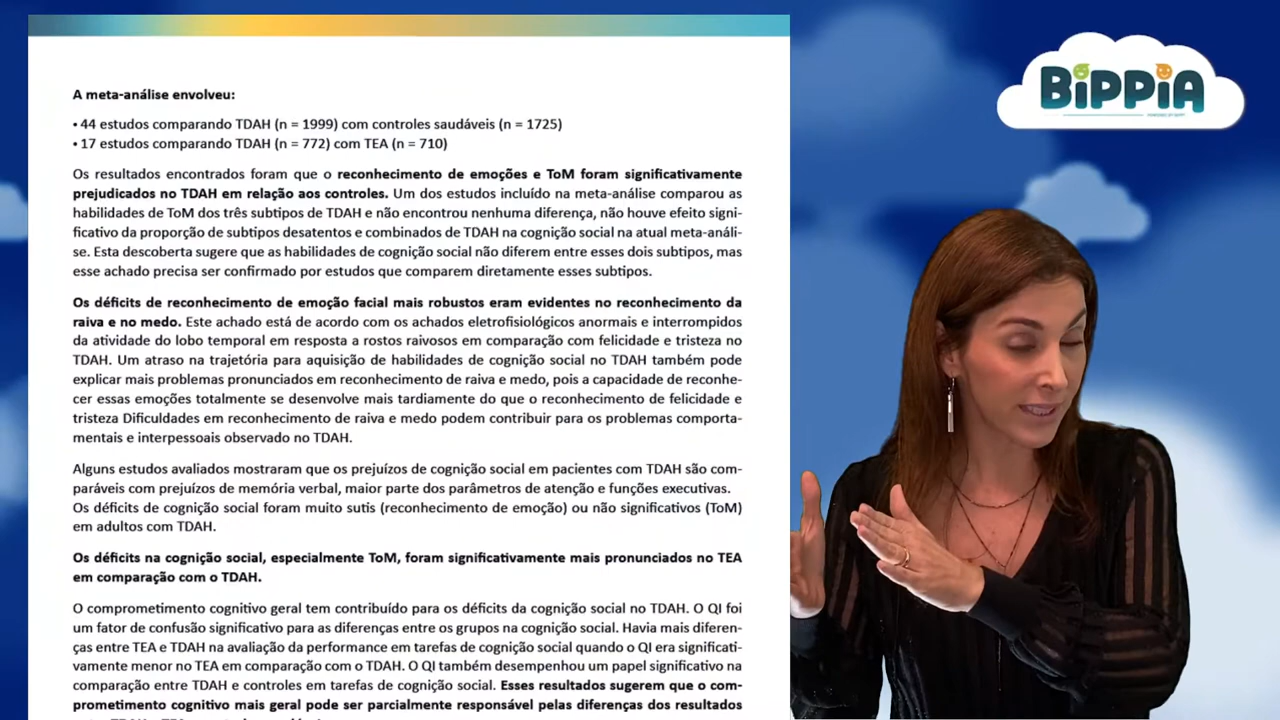 A meta-análise envolveu:
• 44 estudos comparando TDAH (n = 1999) com controles saudáveis (n = 1725)
• 17 estudos comparando TDAH (n = 772) com TEA (n = 710)
Os resultados encontrados foram que o reconhecimento de emoções e ToM foram significativamente
prejudicados no TDAH em relação aos controles. Um dos estudos incluído na meta-análise comparou as
habilidades de ToM dos três subtipos de TDAH e não encontrou nenhuma diferença, não houve efeito signi-
ficativo da proporção de subtipos desatentos e combinados de TDAH na cognição social na atual meta-análi-
se. Esta descoberta sugere que as habilidades de cognição social não diferem entre esses dois subtipos, mas
esse achado precisa ser confirmado por estudos que comparem diretamente esses subtipos.
Os déficits de reconhecimento de emoção facial mais robustos eram evidentes no reconhecimento da
raiva e no medo. Este achado está de acordo com os achados eletrofisiológicos anormais e interrompidos
da atividade do lobo temporal em resposta a rostos raivosos em comparação com felicidade e tristeza no
TDAH. Um atraso na trajetória para aquisição de habilidades de cognição social no TDAH também pode
explicar mais problemas pronunciados em reconhecimento de raiva e medo, pois a capacidade de reconhe-
cer essas emoções totalmente se desenvolve mais tardiamente do que o reconhecimento de felicidade e
tristeza Dificuldades em reconhecimento de raiva e medo podem contribuir para os problemas comporta-
mentais e interpessoais observado no TDAH.
Alguns estudos avaliados mostraram que os prejuízos de cognição social em pacientes com TDAH são com-
paráveis com prejuízos de memória verbal, maior parte dos parâmetros de atenção e funções executivas.
Os déficits de cognição social foram muito sutis (reconhecimento de emoção) ou não significativos (ToM)
em adultos com TDAH.
Os déficits na cognição social, especialmente ToM, foram significativamente mais pronunciados no TEA
em comparação com o TDAH.
O comprometimento cognitivo geral tem contribuído para os déficits da cognição social no TDAH. O QI foi
um fator de confusão significativo para as diferenças entre os grupos na cognição social. Havia mais diferen-
ças entre TEA e TDAH na avaliação da performance em tarefas de cognição social quando o QI era significati-
vamente menor no TEA em comparação com o TDAH. O QI também desempenhou um papel significativo na
comparação entre TDAH e controles em tarefas de cognição social. Esses resultados sugerem que o com-
prometimento cognitivo mais geral pode ser parcialmente responsável pelas diferenças dos resultados
BiPPiA